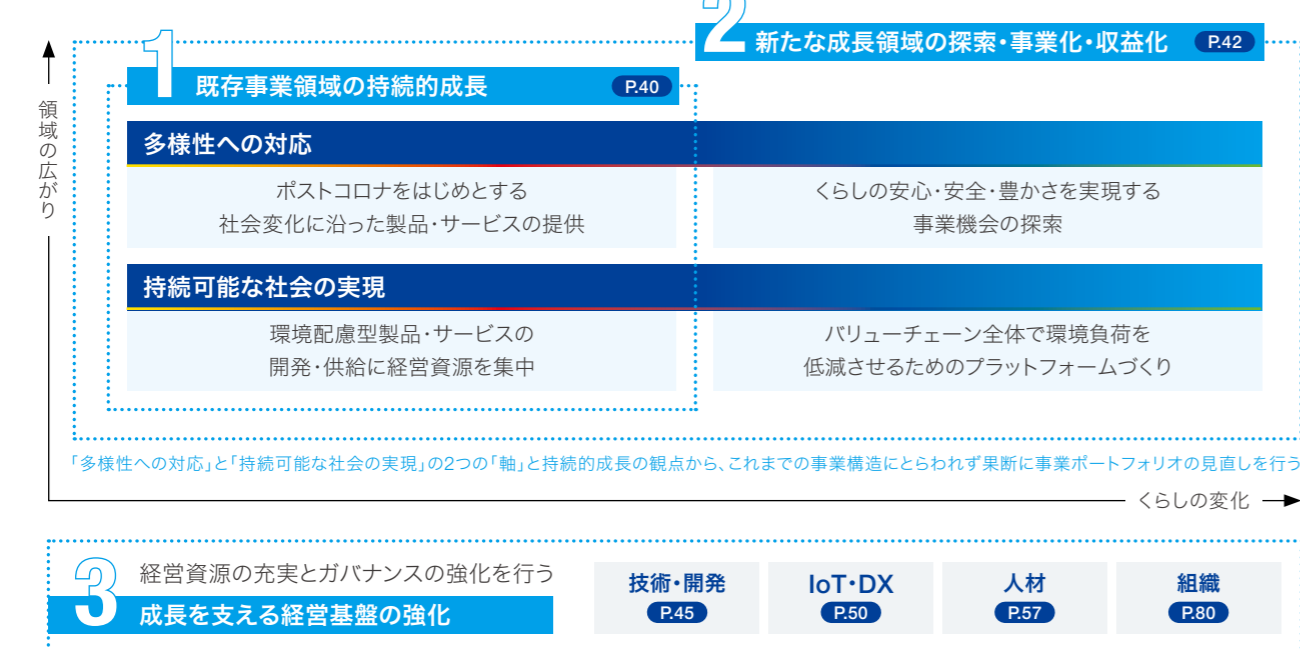 領域の広がり
1
既存事業領域の持続的成長 P.40
2
新たな成長領域の探索・事業化・収益化 P.42
多様性への対応
ポストコロナをはじめとする
社会変化に沿った製品・サービスの提供
くらしの安心・安全・豊かさを実現する
事業機会の探索
持続可能な社会の実現
環境配慮型製品・サービスの
開発・供給に経営資源を集中
バリューチェーン全体で環境負荷を
低減させるためのプラットフォームづくり
「多様性への対応」と「持続可能な社会の実現」の2つの「軸」と持続的成長の観点から、これまでの事業構造にとらわれず果断に事業ポートフォリオの見直しを行う
くらしの変化
3
経営資源の充実とガバナンスの強化を行う
成長を支える経営基盤の強化
技術・開発
P.45
IoT・DX
P.50
人材
P.57
組織
P.80